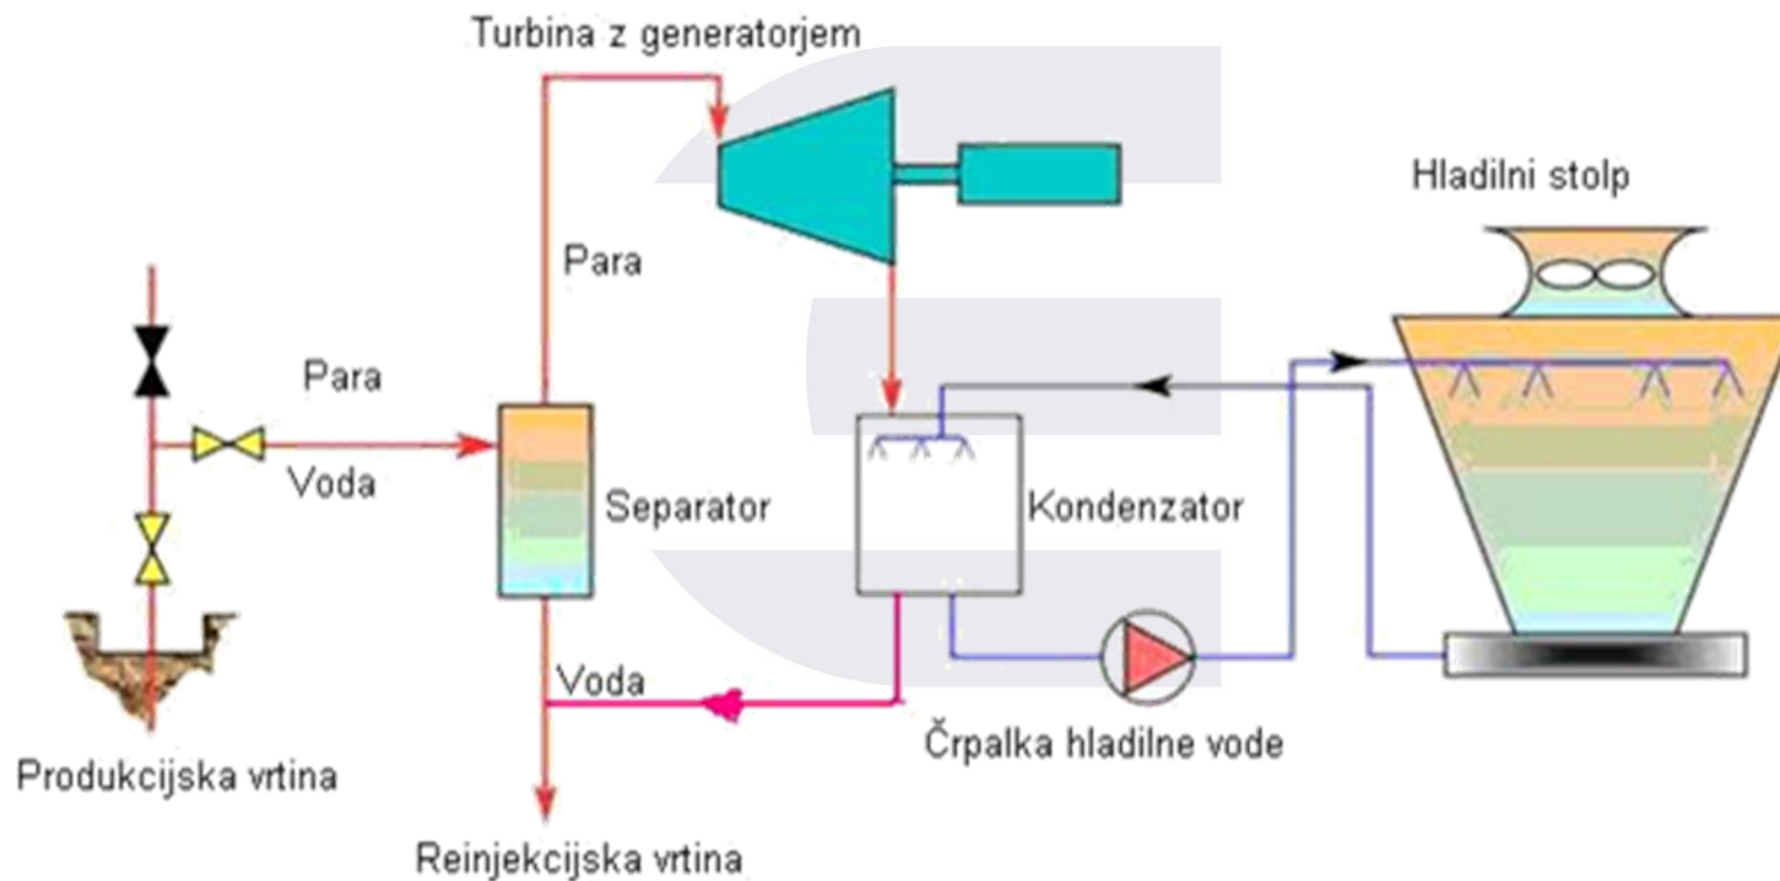 Turbina z generatorjem
Hladilni stolp
Para
Para
Voda
Separator
Kondenzator
Voda
Črpalka hladilne vode
Produkcijska vrtina
Reinjekcijska vrtina